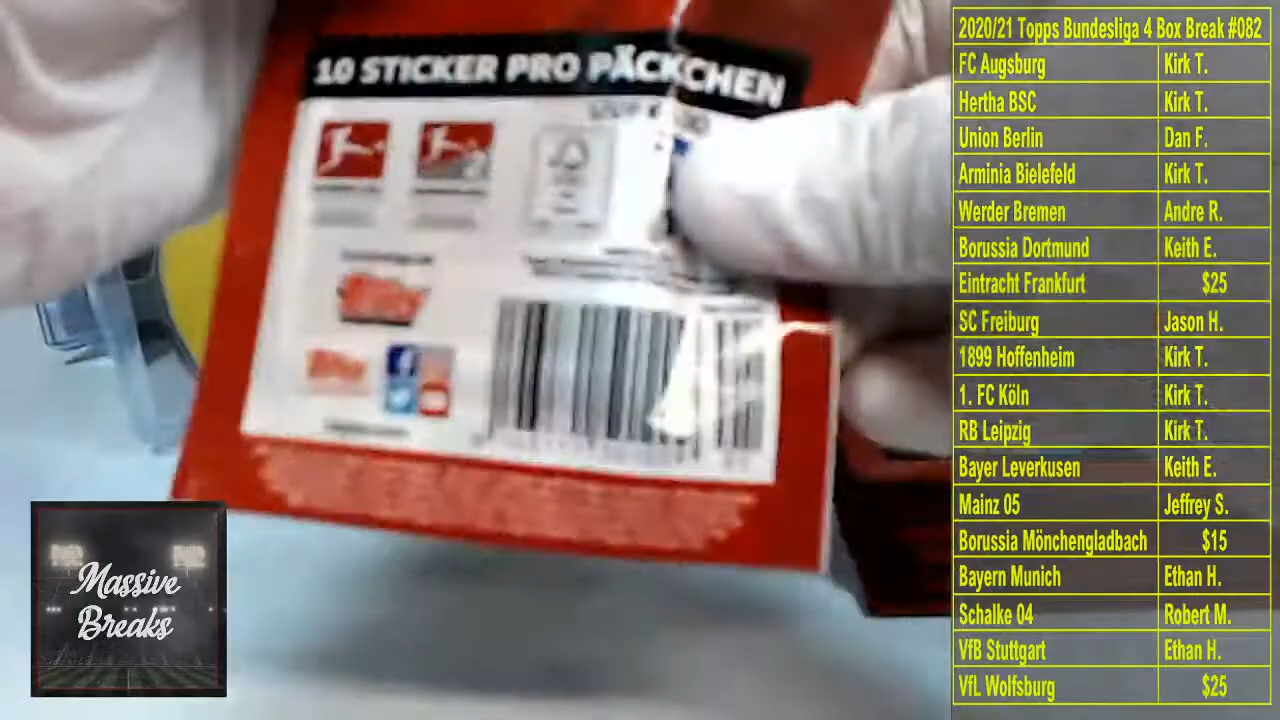 10 STICKER PRO PÄCKCHEN
Topps
Massive
Breaks
2020/21 Topps Bundesliga 4 Box Break #082
FC Augsburg Kirk T.
Hertha BSC Kirk T.
Union Berlin Dan F.
Arminia Bielefeld Kirk T.
Werder Bremen Andre R.
Borussia Dortmund Keith E.
Eintracht Frankfurt $25
SC Freiburg Jason H.
1899 Hoffenheim Kirk T.
1. FC Köln Kirk T.
RB Leipzig Kirk T.
Bayer Leverkusen Keith E.
Mainz 05 Jeffrey S.
Borussia Mönchengladbach $15
Bayern Munich Ethan H.
Schalke 04 Robert M.
VfB Stuttgart Ethan H.
VfL Wolfsburg $25